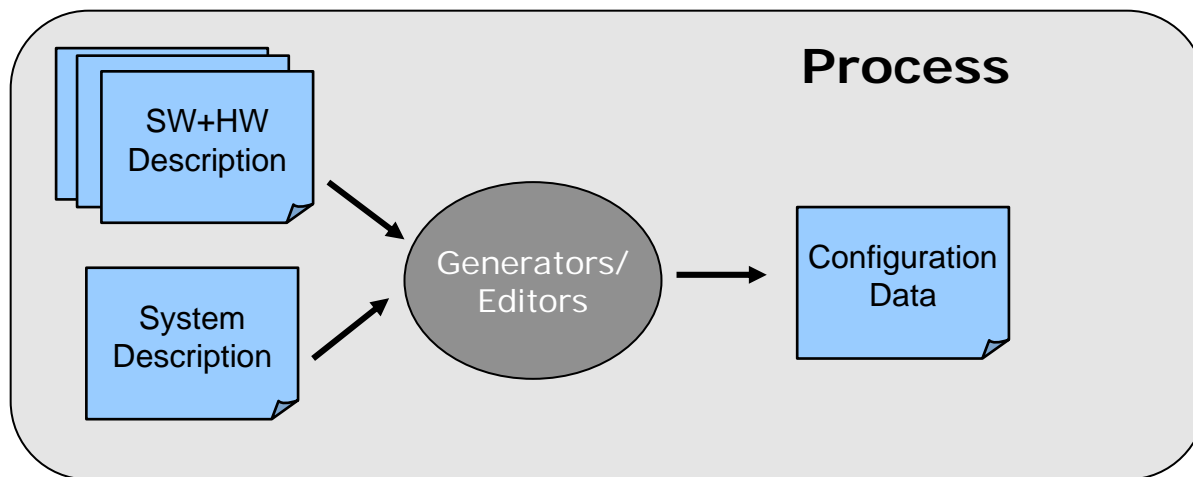 Process
SW+HW
Description
Generators/
Editors
Configuration
Data
System
Description